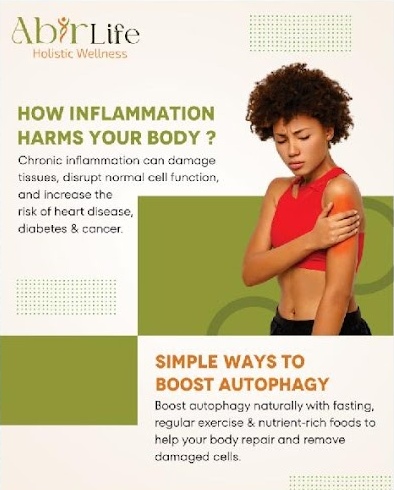 AbirLife
Holistic Wellness
HOW INFLAMMATION
HARMS YOUR BODY ?
Chronic inflammation can damage
tissues, disrupt normal cell function,
and increase the
risk of heart disease,
diabetes & cancer.
SIMPLE WAYS TO
BOOST AUTOPHAGY
Boost autophagy naturally with fasting,
regular exercise & nutrient-rich foods to
help your body repair and remove
damaged cells.